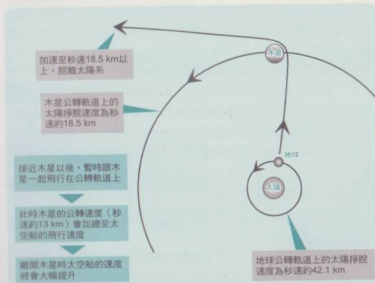 加速至秒速18.5 km以
上，脫離太陽系
木星
木星公轉軌道上的
太陽掙脫速度為秒
速約18.5 km
地球
接近木星以後，暫時跟木
星一起飛行在公轉軌道上
太陽
此時木星的公轉速度（秒
速約13 km）會加總至太
空船的飛行速度
離開木星時太空船的速度
將會大幅提升
地球公轉軌道上的太陽掙脫
速度為秒速約42.1 km